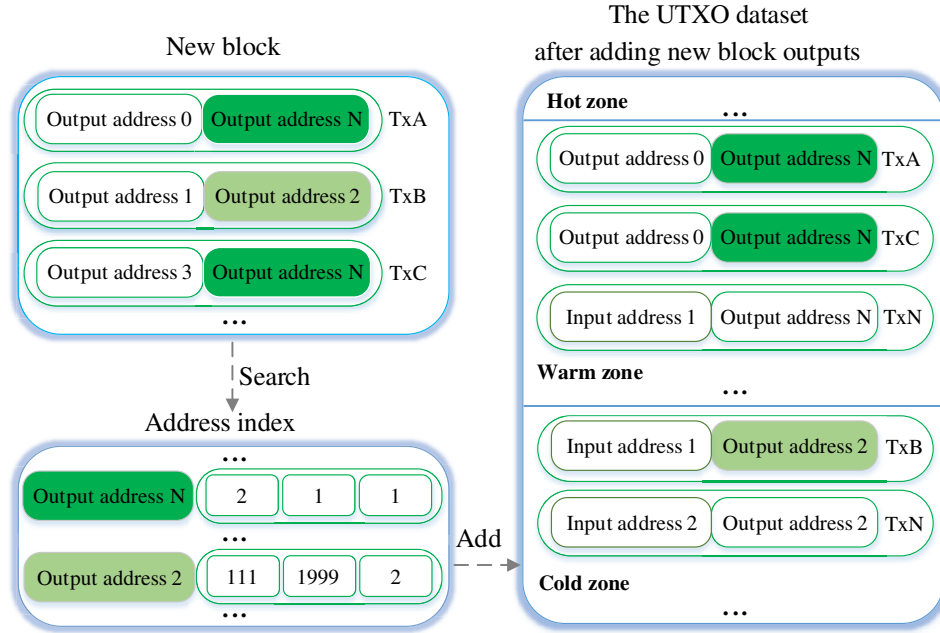 New block
Output address 0 Output address N TxA
Output address 1 Output address 2 TxB
Output address 3 Output address N TxC
...
Search
Address index
...
Output address N 2 1 1
...
Output address 2 111 1999 2
...
Add
The UTXO dataset
after adding new block outputs
Hot zone
...
Output address 0 Output address N TxA
Output address 0 Output address N TxC
Input address 1 Output address N TxN
Warm zone
...
Input address 1 Output address 2 TxB
Input address 2 Output address 2 TxN
Cold zone
...